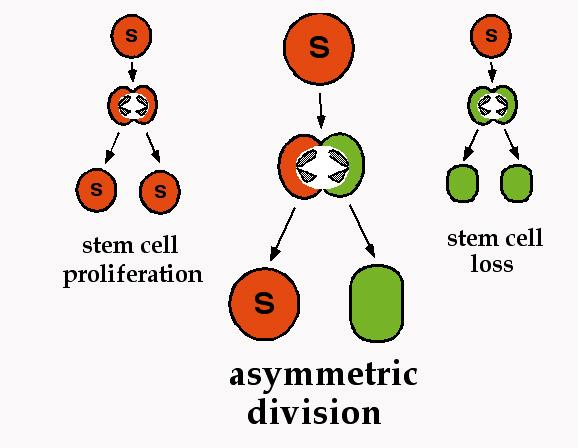 S
S
S
S
S
S
S
stem cell
proliferation
stem cell
loss
asymmetric
division